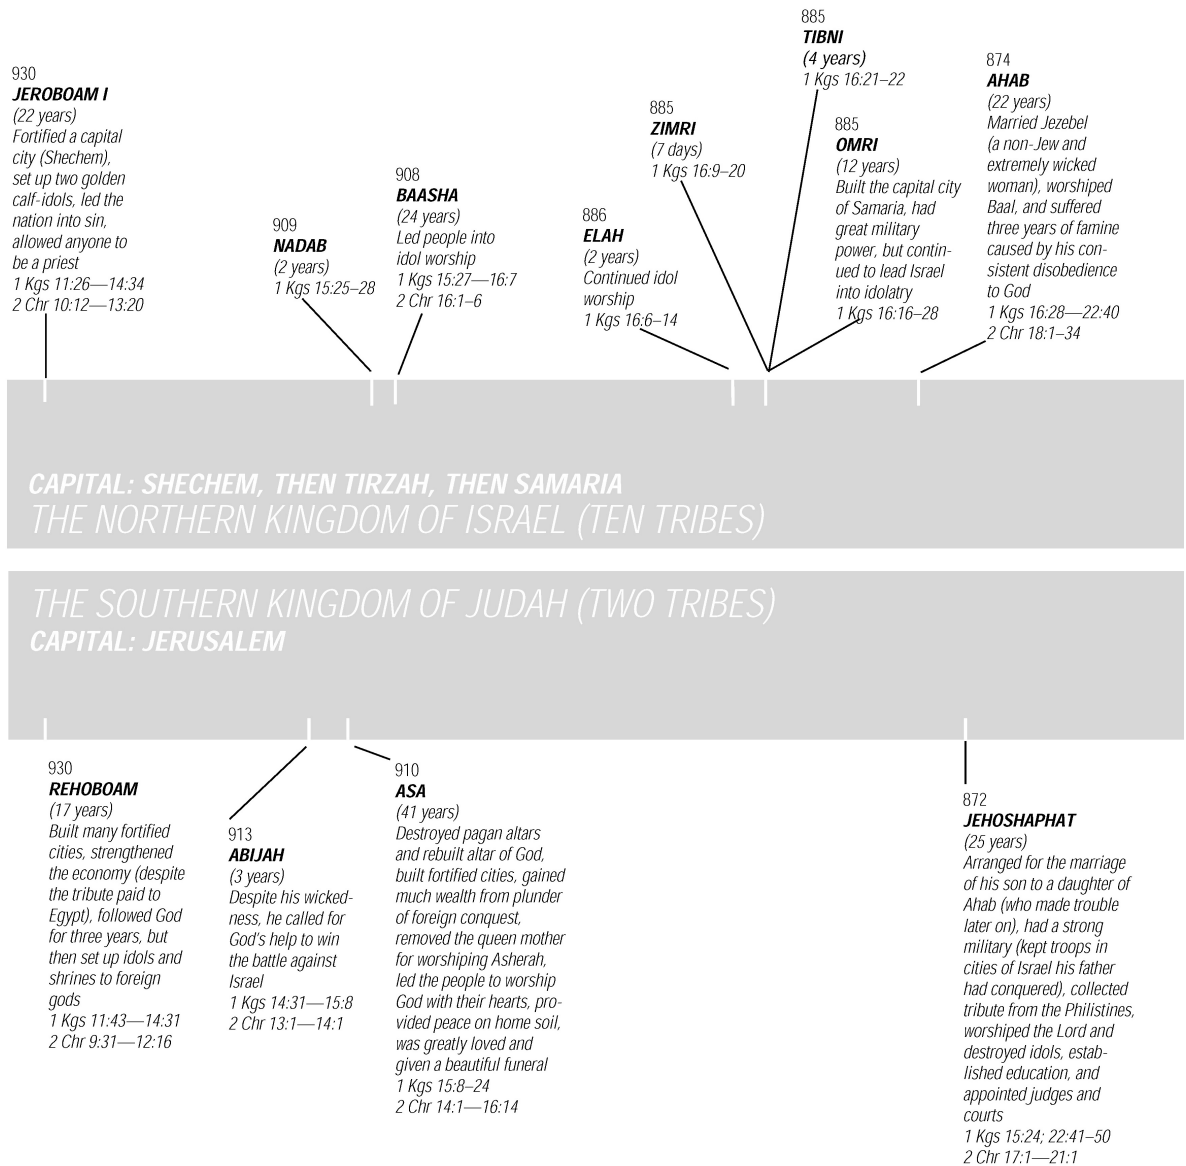 930
JEROBOAM I
(22 years)
Fortified a capital
city (Shechem),
set up two golden
calf-idols, led the
nation into sin,
allowed anyone to
be a priest
1 Kgs 11:26—14:34
2 Chr 10:12—13:20
909
NADAB
(2 years)
1 Kgs 15:25–28
908
BAASHA
(24 years)
Led people into
idol worship
1 Kgs 15:27—16:7
2 Chr 16:1–6
886
ELAH
(2 years)
Continued idol
worship
1 Kgs 16:6–14
885
ZIMRI
(7 days)
1 Kgs 16:9–20
885
TIBNI
(4 years)
1 Kgs 16:21–22
885
OMRI
(12 years)
Built the capital city
of Samaria, had
great military
power, but contin-
ued to lead Israel
into idolatry
1 Kgs 16:16–28
874
AHAB
(22 years)
Married Jezebel
(a non-Jew and
extremely wicked
woman), worshiped
Baal, and suffered
three years of famine
caused by his con-
sistent disobedience
to God
1 Kgs 16:28—22:40
2 Chr 18:1–34
CAPITAL: SHECHEM, THEN TIRZAH, THEN SAMARIA
THE NORTHERN KINGDOM OF ISRAEL (TEN TRIBES)
THE SOUTHERN KINGDOM OF JUDAH (TWO TRIBES)
CAPITAL: JERUSALEM
930
REHOBOAM
(17 years)
Built many fortified
cities, strengthened
the economy (despite
the tribute paid to
Egypt), followed God
for three years, but
then set up idols and
shrines to foreign
gods
1 Kgs 11:43—14:31
2 Chr 9:31—12:16
913
ABIJAH
(3 years)
Despite his wicked-
ness, he called for
God's help to win
the battle against
Israel
1 Kgs 14:31—15:8
2 Chr 13:1—14:1
910
ASA
(41 years)
Destroyed pagan altars
and rebuilt altar of God,
built fortified cities, gained
much wealth from plunder
of foreign conquest,
removed the queen mother
for worshiping Asherah,
led the people to worship
God with their hearts, pro-
vided peace on home soil,
was greatly loved and
given a beautiful funeral
1 Kgs 15:8–24
2 Chr 14:1—16:14
872
JEHOSHAPHAT
(25 years)
Arranged for the marriage
of his son to a daughter of
Ahab (who made trouble
later on), had a strong
military (kept troops in
cities of Israel his father
had conquered), collected
tribute from the Philistines,
worshiped the Lord and
destroyed idols, estab-
lished education, and
appointed judges and
courts
1 Kgs 15:24; 22:41–50
2 Chr 17:1—21:1